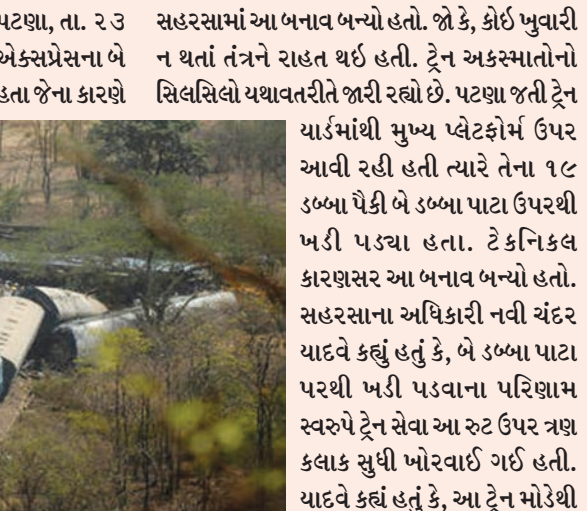 પટણા, તા. ૨૩
એક્સપ્રેસના બે
હતા જેના કારણે
સહરસામાં આ બનાવ બન્યો હતો. જો કે, કોઇ ખુવારી
ન થતાં તંત્રને રાહત થઇ હતી. ટ્રેન અકસ્માતોનો
સિલસિલો યથાવતરીતે જારી રહ્યો છે. પટણા જતી ટ્રેન
યાર્ડમાંથી મુખ્ય પ્લેટફોર્મ ઉપર
આવી રહી હતી ત્યારે તેના ૧૯
ડબ્બા પૈકી બે ડબ્બા પાટા ઉપરથી
ખડી પડ્યા હતા. ટેકનિકલ
કારણસર આ બનાવ બન્યો હતો.
સહરસાના અધિકારી નવી ચંદર
યાદવે કહ્યું હતું કે, બે ડબ્બા પાટા
પરથી ખડી પડવાના પરિણામ
સ્વરુપે ટ્રેન સેવા આ રુટ ઉપર ત્રણ
કલાક સુધી ખોરવાઈ ગઈ હતી.
યાદવે કહ્યાં હતું કે, આ ટ્રેન મોડેથી